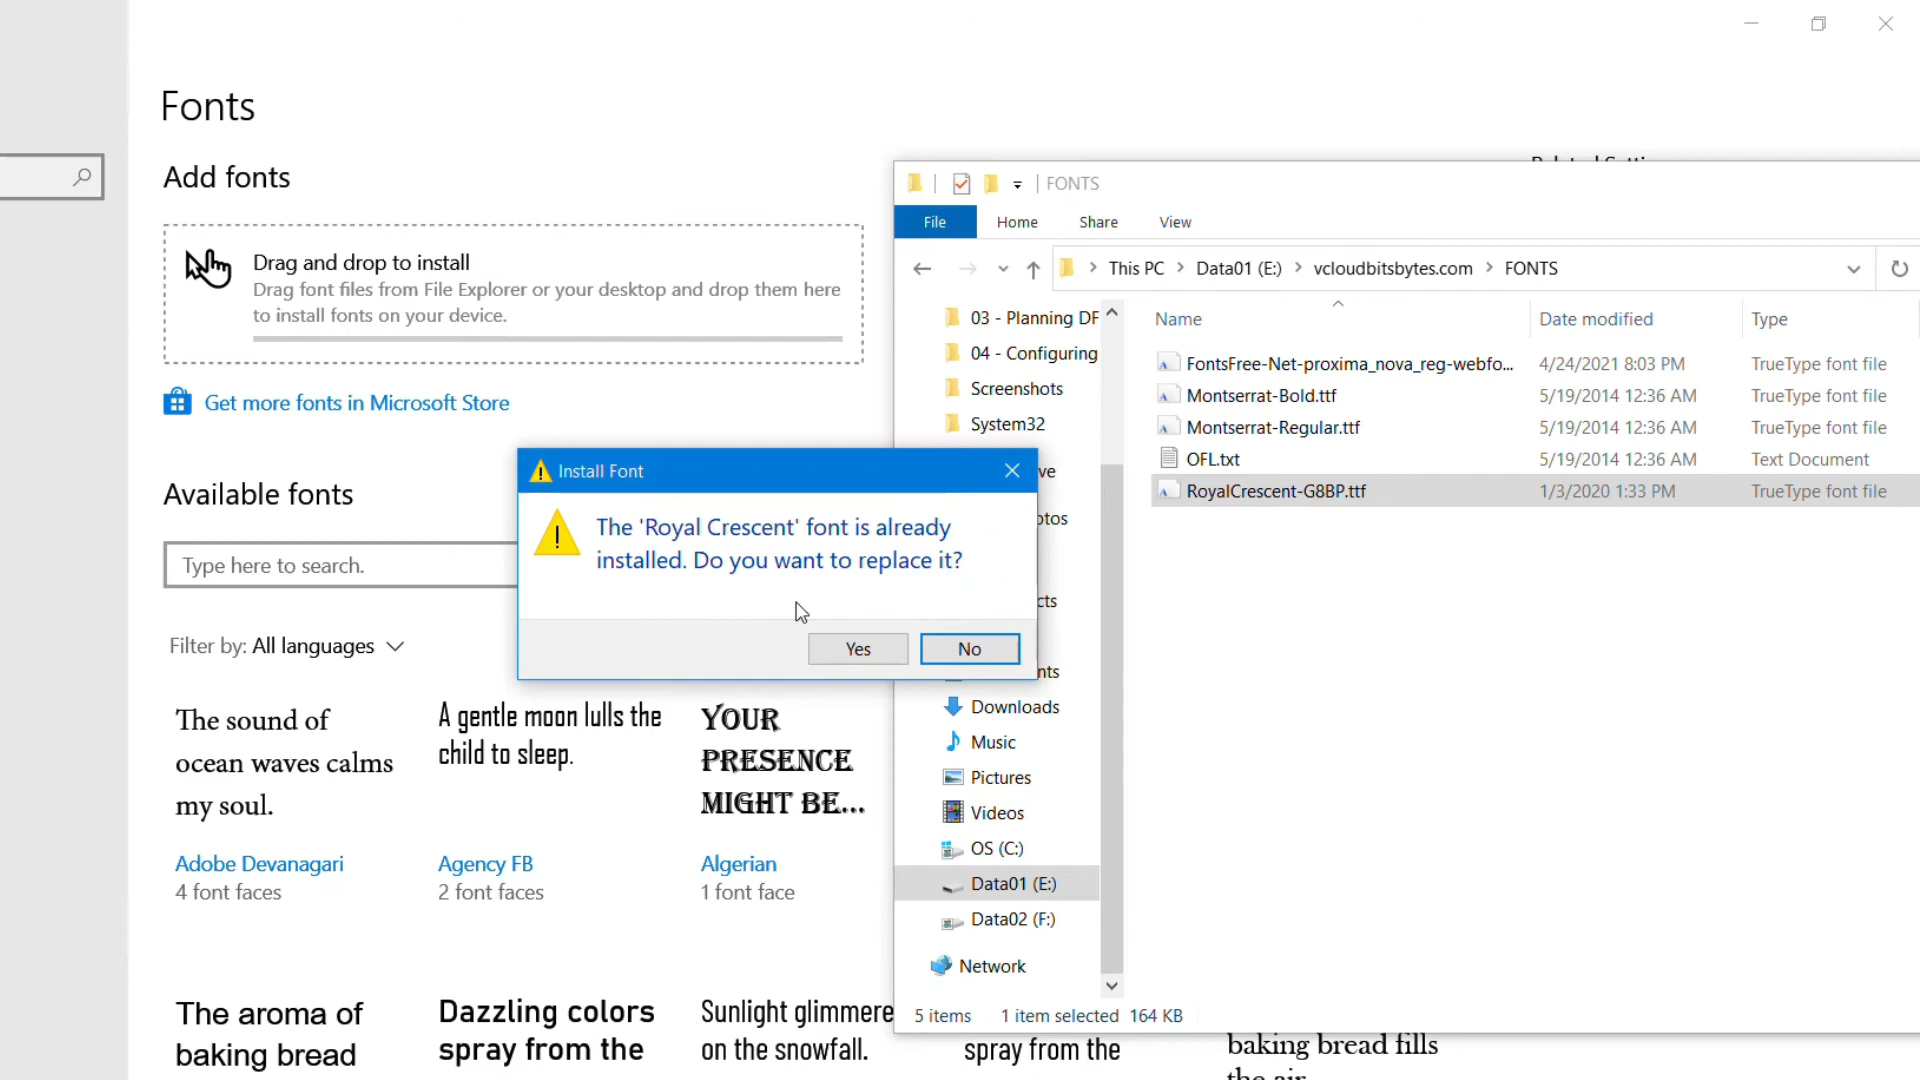 Fonts
Add fonts
Drag and drop to install
Drag font files from File Explorer or your desktop and drop them here
to install fonts on your device.
Get more fonts in Microsoft Store
Available fonts
Type here to search.
Filter by: All languages
The sound of
ocean waves calms
my soul.
Adobe Devanagari
4 font faces
A gentle moon lulls the
child to sleep.
Agency FB
2 font faces
YOUR
PRESENCE
MIGHT BE...
Algerian
1 font face
The aroma of
baking bread
Dazzling colors
spray from the
Sunlight glimmere
on the snowfall.
spray from the
baking bread fills
the air
Install Font
The 'Royal Crescent' font is already
installed. Do you want to replace it?
Yes
No
FONTS
File
Home
Share
View
This PC
Data01 (E:)
vcloudbitsbytes.com
FONTS
03 - Planning DF
04 - Configuring
Screenshots
System32
ve
otos
cts
nts
Downloads
Music
Pictures
Videos
OS (C:)
Data01 (E:)
Data02 (F:)
Network
Name
Date modified
Type
FontsFree-Net-proxima_nova_reg-webfo... 4/24/2021 8:03 PM TrueType font file
Montserrat-Bold.ttf 5/19/2014 12:36 AM TrueType font file
Montserrat-Regular.ttf 5/19/2014 12:36 AM TrueType font file
OFL.txt 5/19/2014 12:36 AM Text Document
RoyalCrescent-G8BP.ttf 1/3/2020 1:33 PM TrueType font file
5 items
1 item selected 164 KB